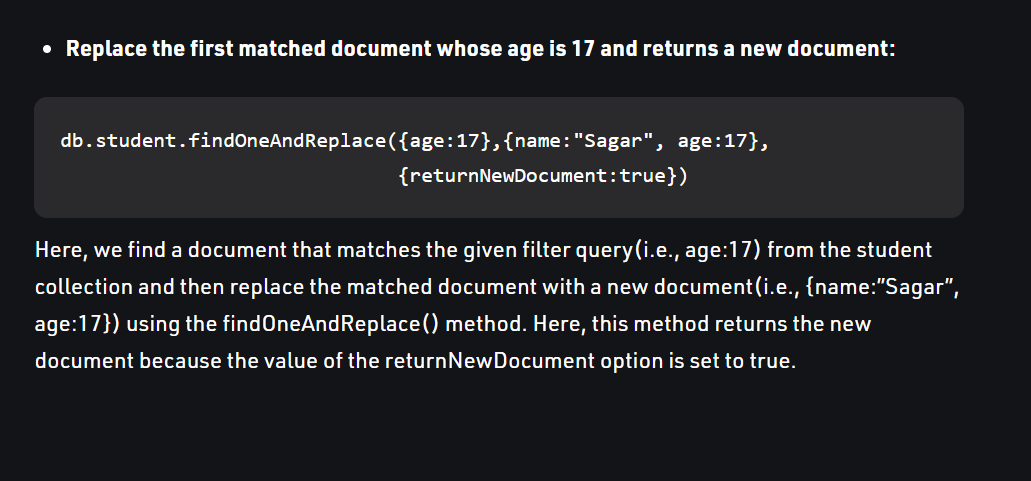 • Replace the first matched document whose age is 17 and returns a new document:
db.student.findOneAndReplace({age:17},{name:"Sagar", age:17},
{returnNewDocument:true})
Here, we find a document that matches the given filter query(i.e., age:17) from the student
collection and then replace the matched document with a new document(i.e., {name:”Sagar”,
age:17}) using the findOneAndReplace() method. Here, this method returns the new
document because the value of the returnNewDocument option is set to true.